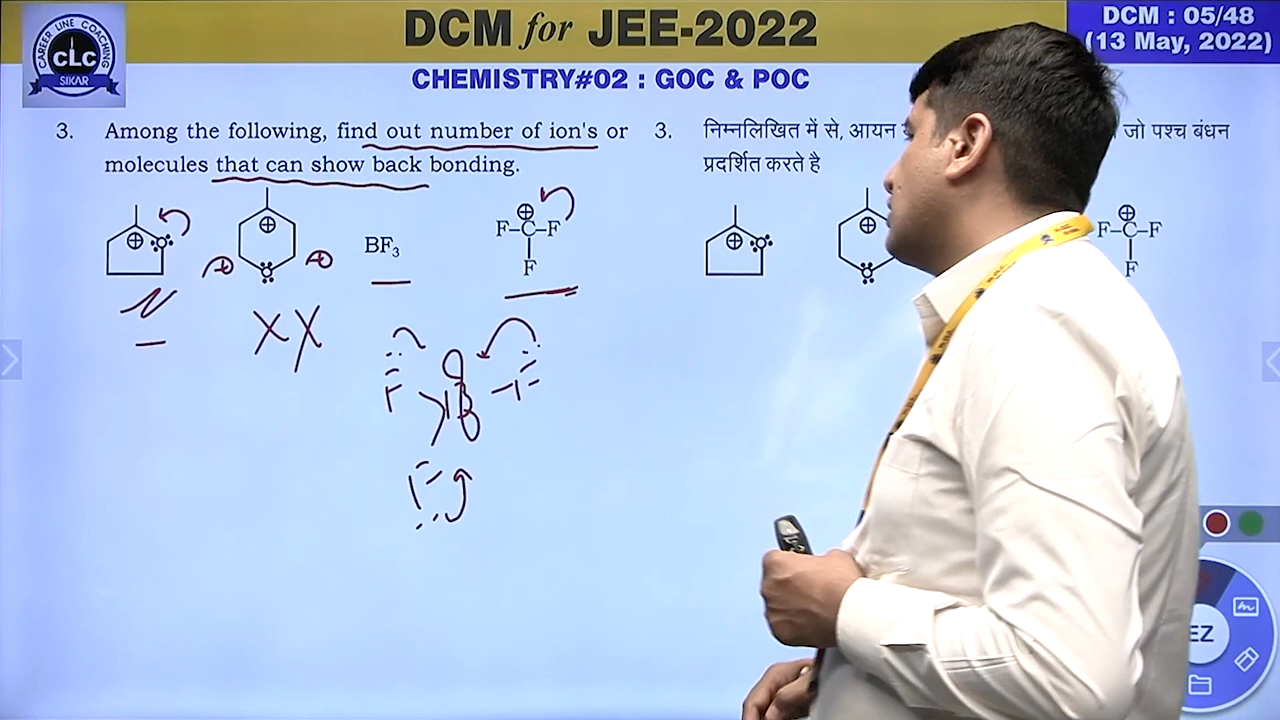 DCM for JEE-2022
DCM : 05/48
(13 May, 2022)
CAREER LINE COACHING
CLC
SIKAR
CHEMISTRY#02 : GOC & POC
3. Among the following, find out number of ion's or
molecules that can show back bonding.
O
O
BF₃
F–C–F
F
3. निम्नलिखित में से, आयन
जो पश्च बंधन
प्रदर्शित करते है
O
O
F–C–F
F
F
B
F
F
EZ